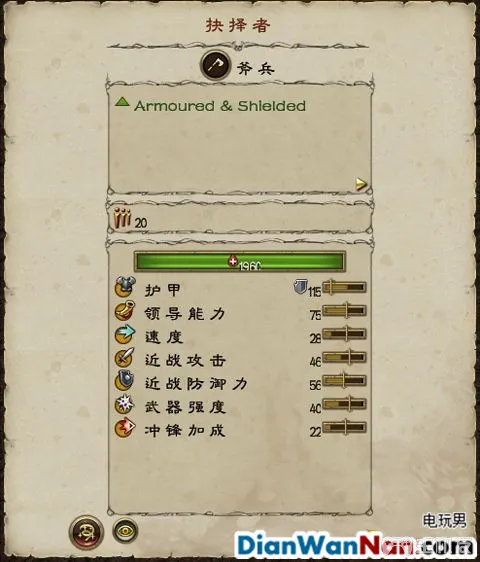 抉择者
斧兵
Armoured & Shielded
20
1960
护甲 115
领导能力 75
速度 28
近战攻击 46
近战防御力 56
武器强度 40
冲锋加成 22
电玩男
DianWanNan.com